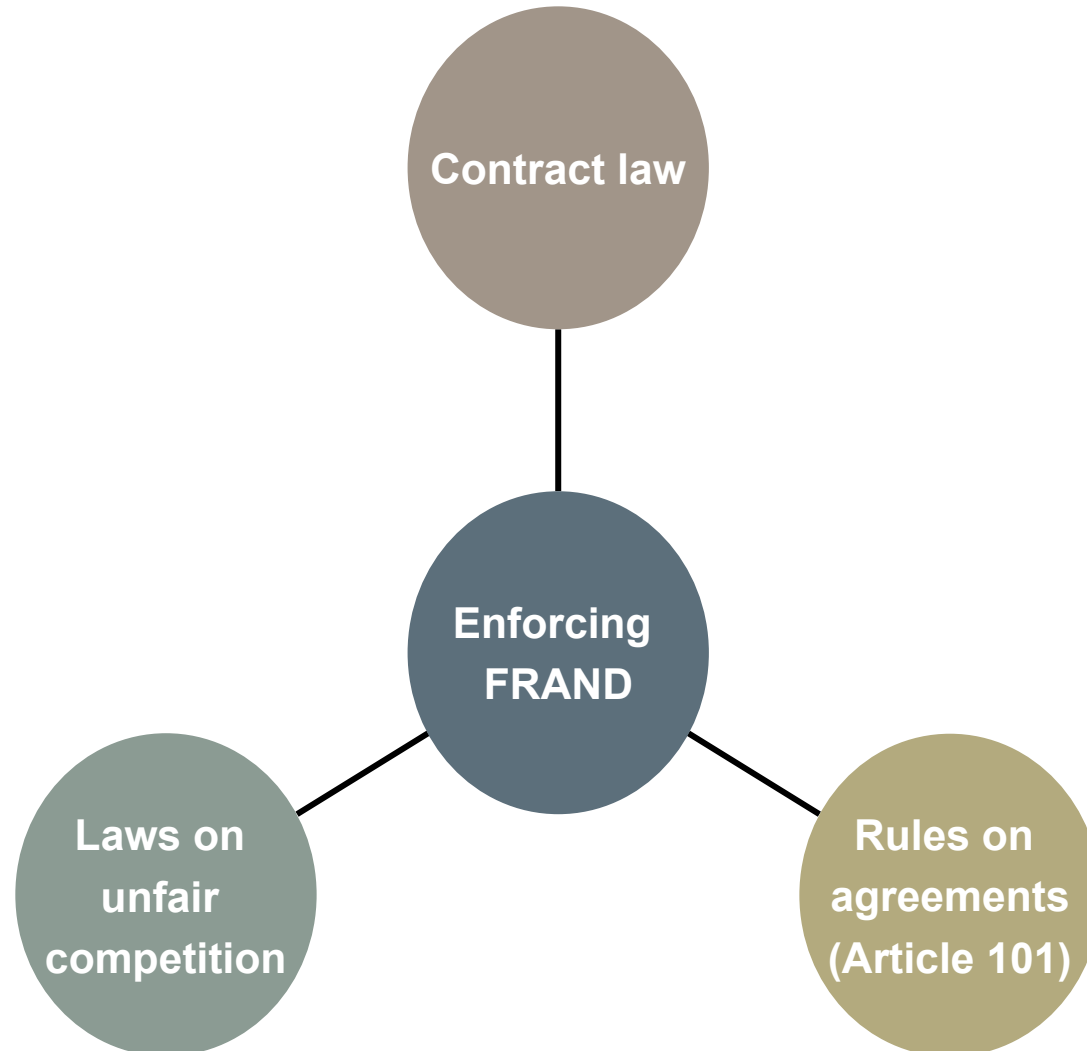 Contract law
Enforcing
FRAND
Laws on
unfair
competition
Rules on
agreements
(Article 101)